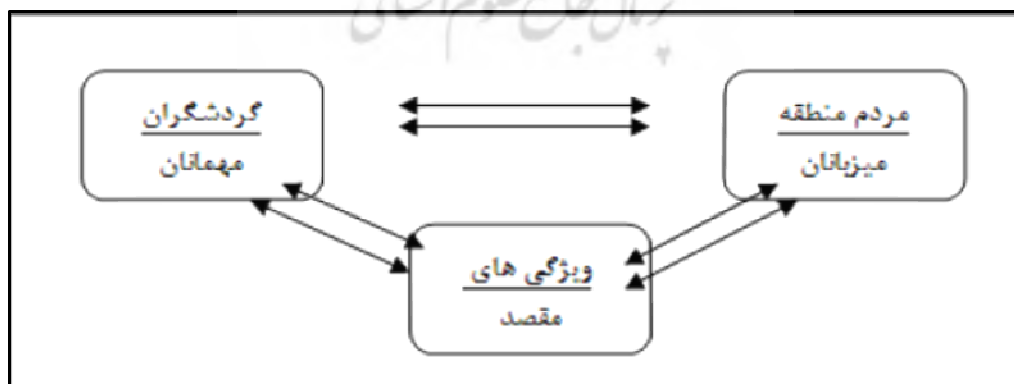 مردم منطقه
میزبانان
گردشگران
مهمانان
ویژگی های
مقصد